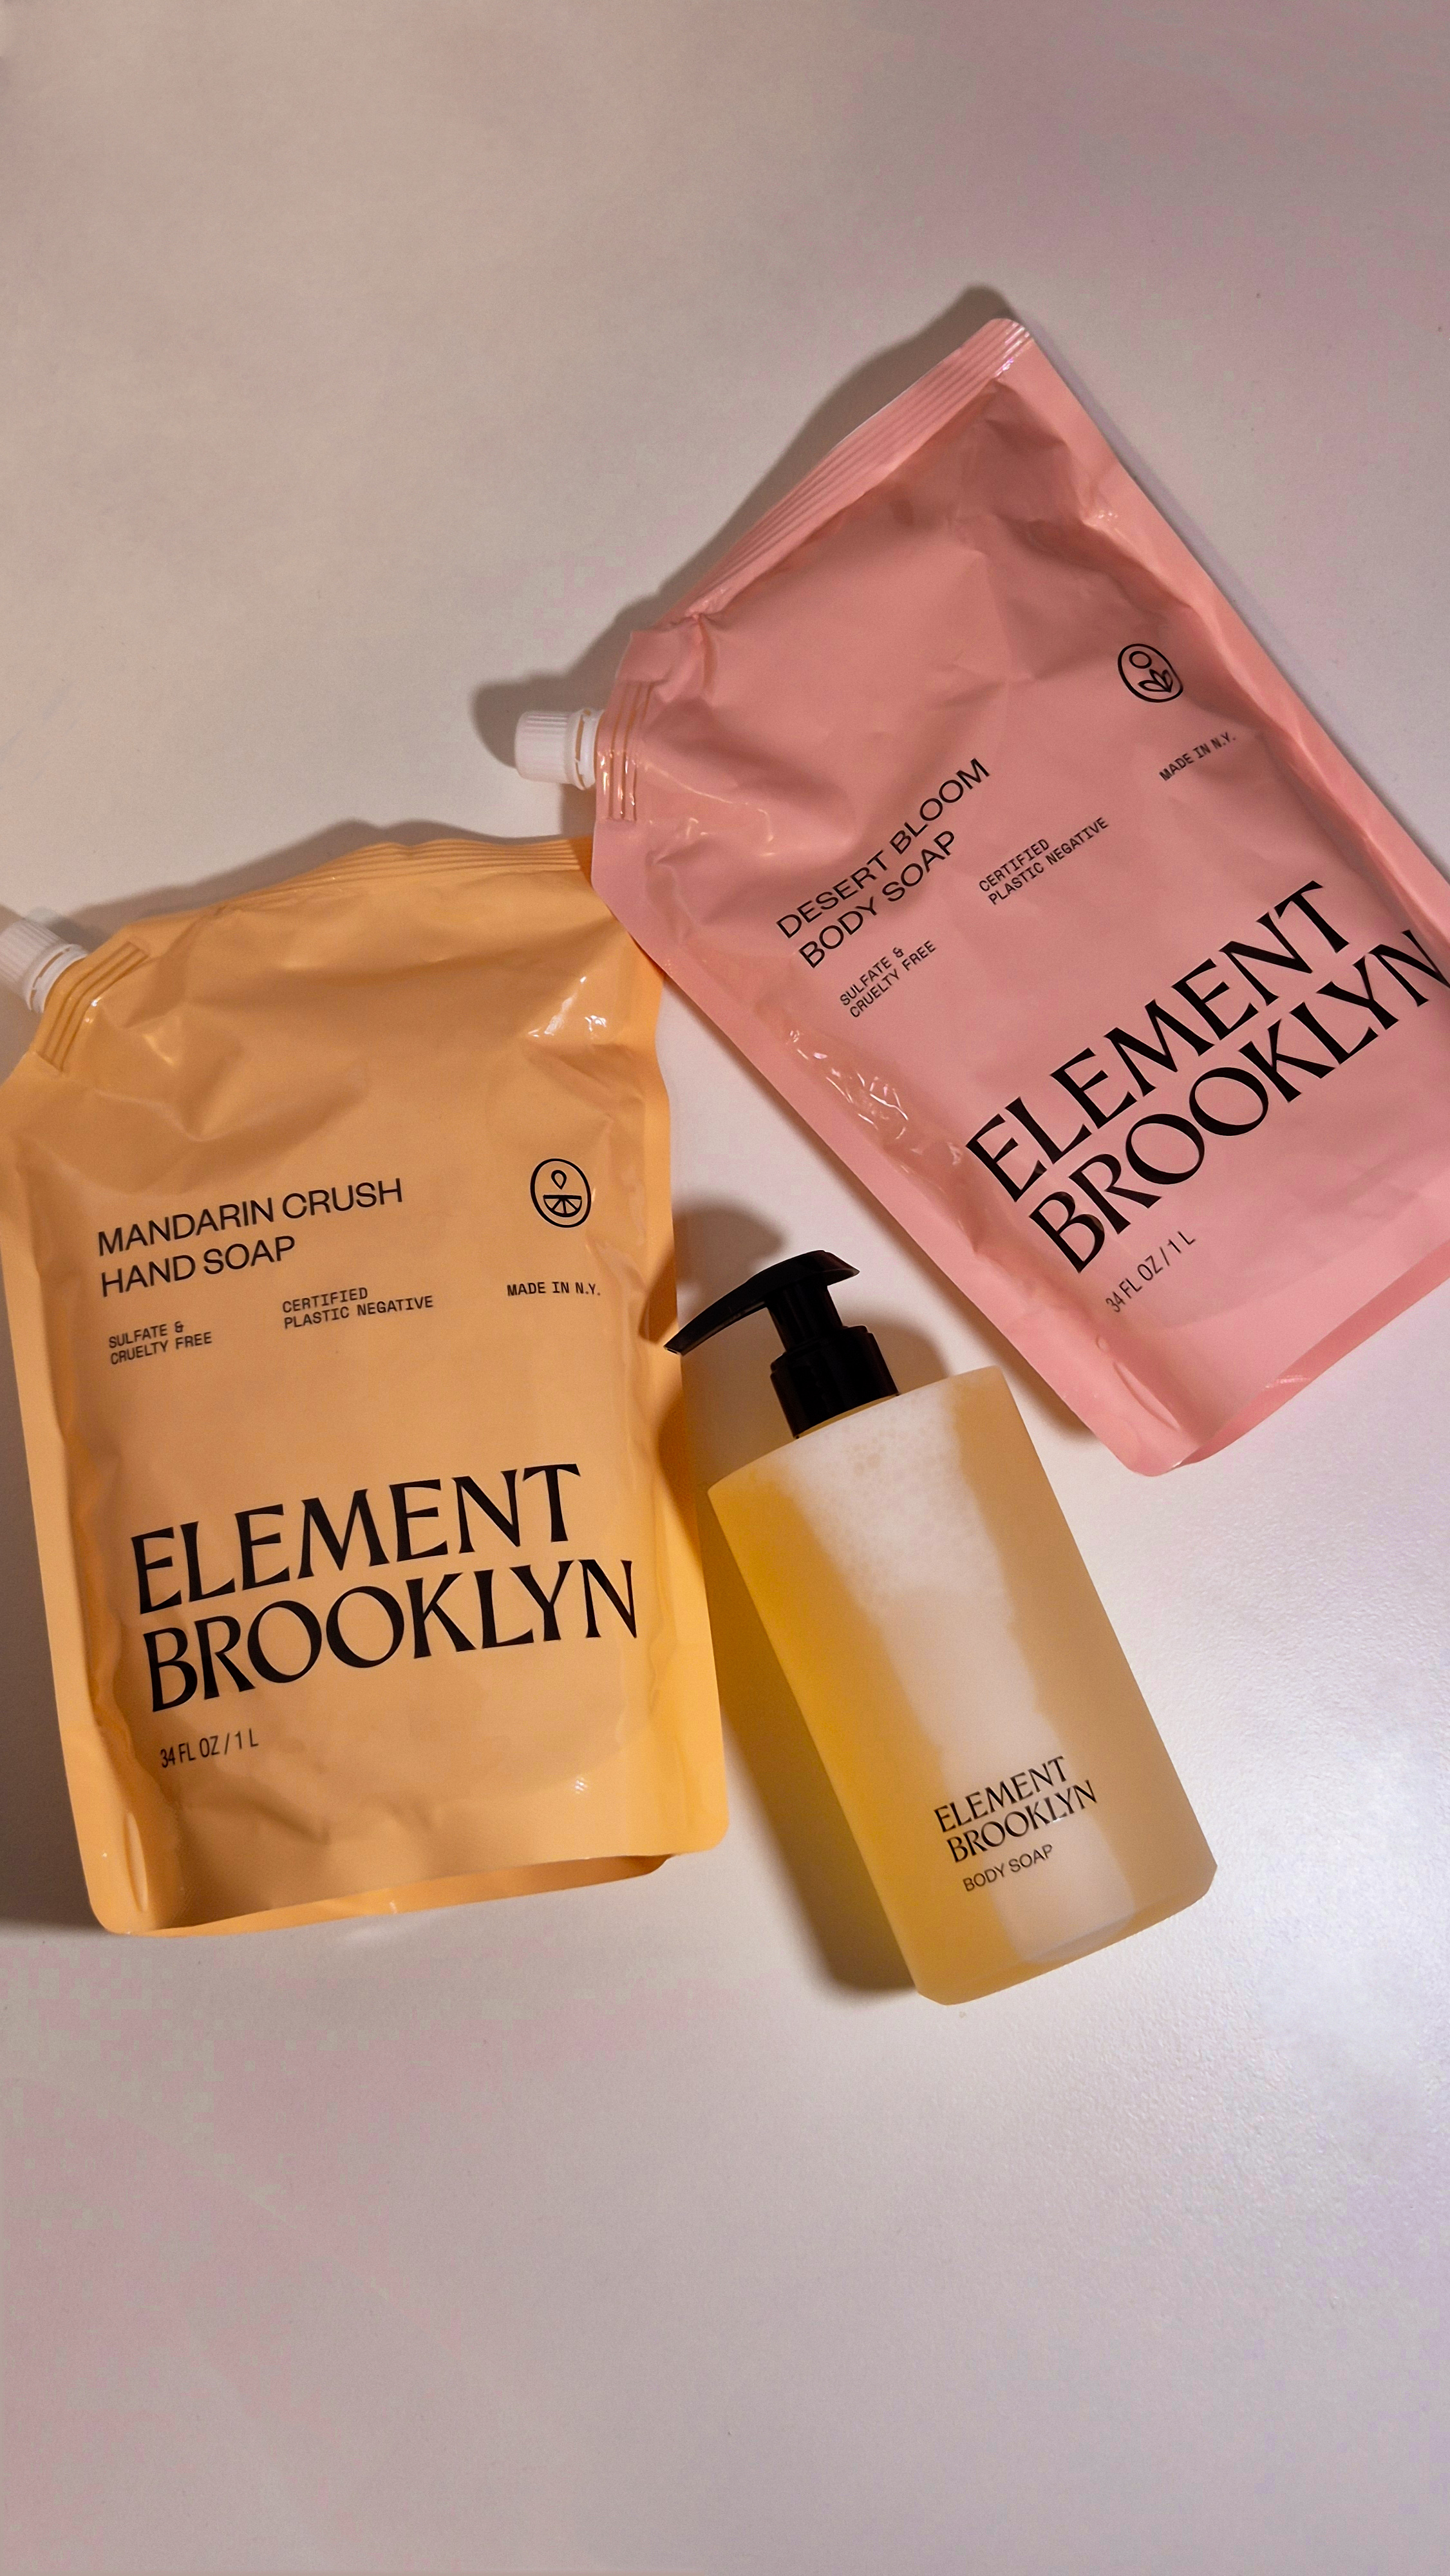 DESERT BLOOM
BODY SOAP
SULFATE &
CRUELTY FREE
CERTIFIED
PLASTIC NEGATIVE
MADE IN N.Y.
ELEMENT
BROOKLYN
34 FL OZ / 1 L
MANDARIN CRUSH
HAND SOAP
SULFATE &
CRUELTY FREE
CERTIFIED
PLASTIC NEGATIVE
MADE IN N.Y.
ELEMENT
BROOKLYN
34 FL OZ / 1 L
ELEMENT
BROOKLYN
BODY SOAP